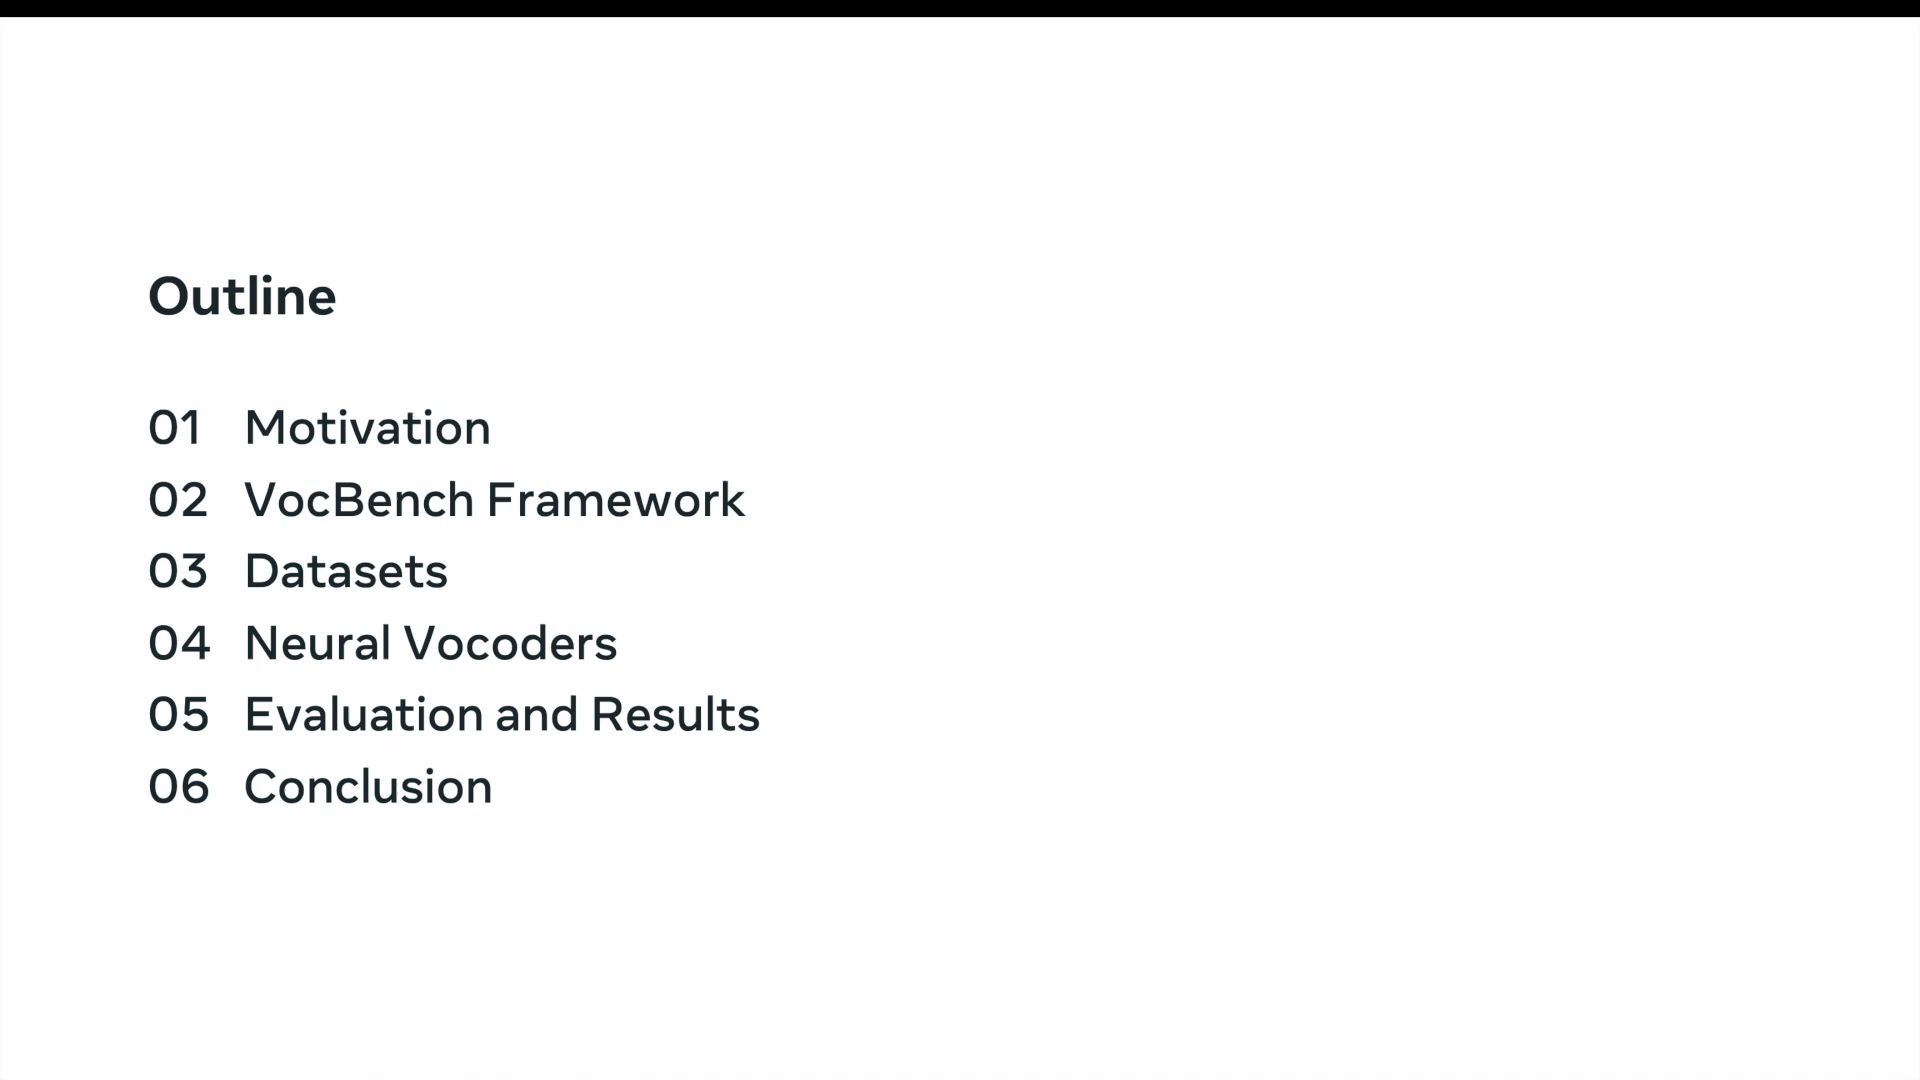 Outline
01 Motivation
02 VocBench Framework
03 Datasets
04 Neural Vocoders
05 Evaluation and Results
06 Conclusion